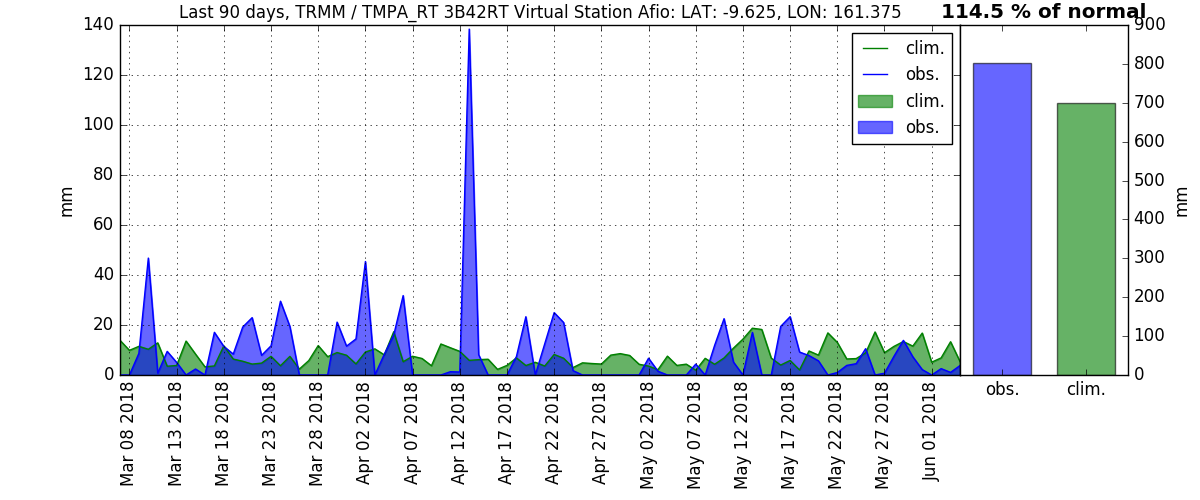 Last 90 days, TRMM / TMPA_RT 3B42RT Virtual Station Afio: LAT: -9.625, LON: 161.375
114.5 % of normal
mm
140
120
100
80
60
40
20
0
clim.
obs.
clim.
obs.
900
800
700
600
500
400
300
200
100
0
mm
Mar 08 2018
Mar 13 2018
Mar 18 2018
Mar 23 2018
Mar 28 2018
Apr 02 2018
Apr 07 2018
Apr 12 2018
Apr 17 2018
Apr 22 2018
Apr 27 2018
May 02 2018
May 07 2018
May 12 2018
May 17 2018
May 22 2018
May 27 2018
Jun 01 2018
obs.
clim.